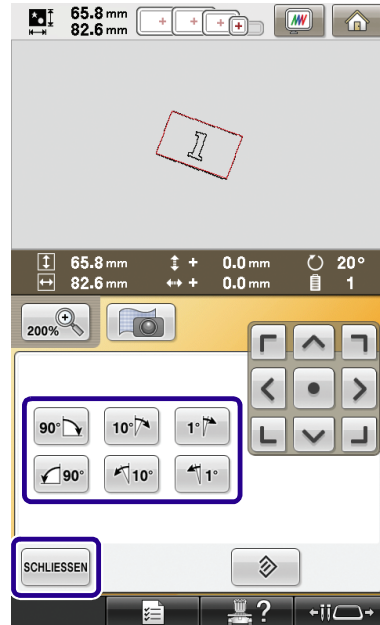 65.8 mm
82.6 mm
1
65.8 mm + 0.0 mm 20°
82.6 mm + 0.0 mm 1
200%
90° 10° 1°
90° 10° 1°
SCHLIESSEN
?